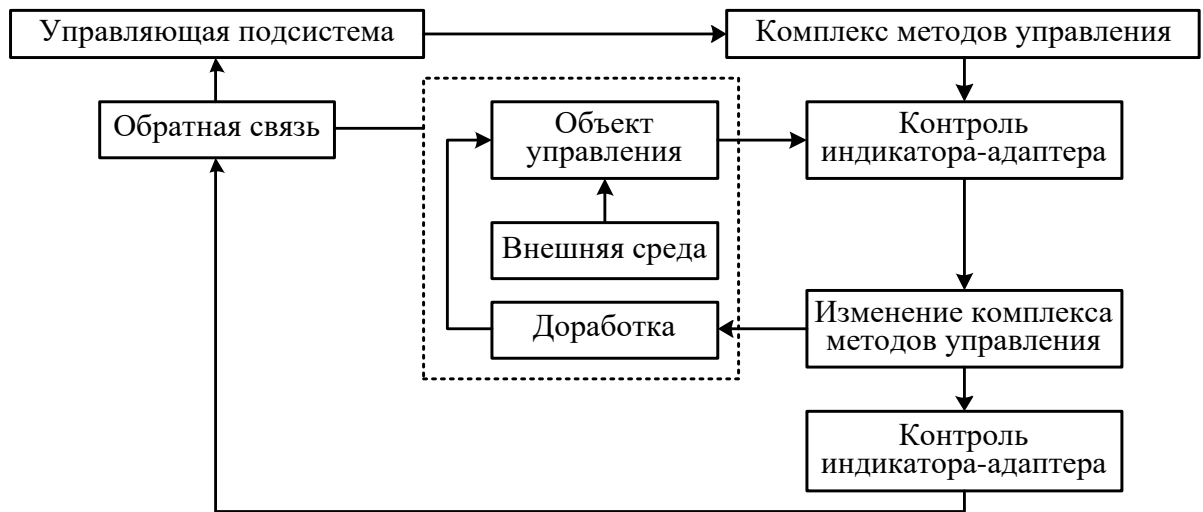 Управляющая подсистема
Комплекс методов управления
Обратная связь
Объект
управления
Контроль
индикатора-адаптера
Внешняя среда
Доработка
Изменение комплекса
методов управления
Контроль
индикатора-адаптера